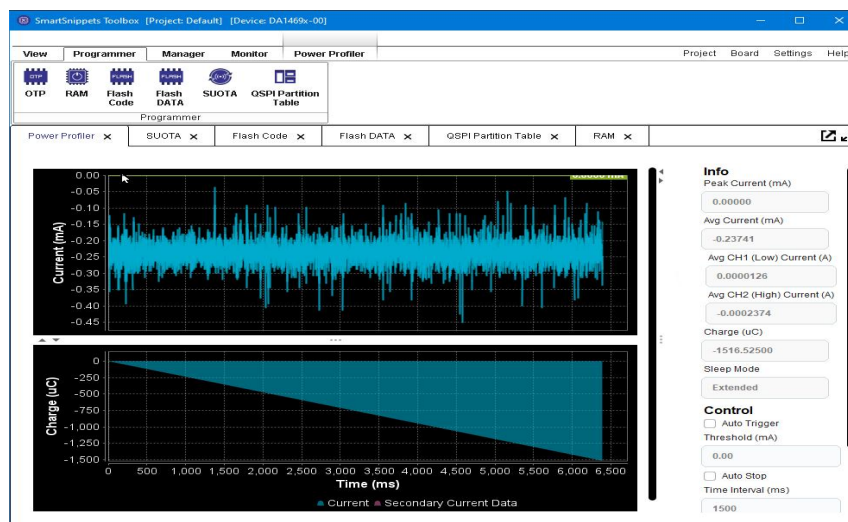 SmartSnippets Toolbox [Project: Default] [Device: DA1469x-00]
View Programmer Manager Monitor Power Profiler Project Board Settings Help
OTP RAM Flash Code Flash DATA SUOTA QSPI Partition Table
Programmer
Power Profiler SUOTA Flash Code Flash DATA QSPI Partition Table RAM
Current (mA)
0.00
-0.05
-0.10
-0.15
-0.20
-0.25
-0.30
-0.35
-0.40
-0.45
Charge (uC)
0
-250
-500
-750
-1,000
-1,250
-1,500
0 500 1,000 1,500 2,000 2,500 3,000 3,500 4,000 4,500 5,000 5,500 6,000 6,500
Time (ms)
Current Secondary Current Data
Info
Peak Current (mA)
0.00000
Avg Current (mA)
-0.23741
Avg CH1 (Low) Current (A)
0.0000126
Avg CH2 (High) Current (A)
-0.0002374
Charge (uC)
-1516.52500
Sleep Mode
Extended
Control
Auto Trigger
Threshold (mA)
0.00
Auto Stop
Time Interval (ms)
1500